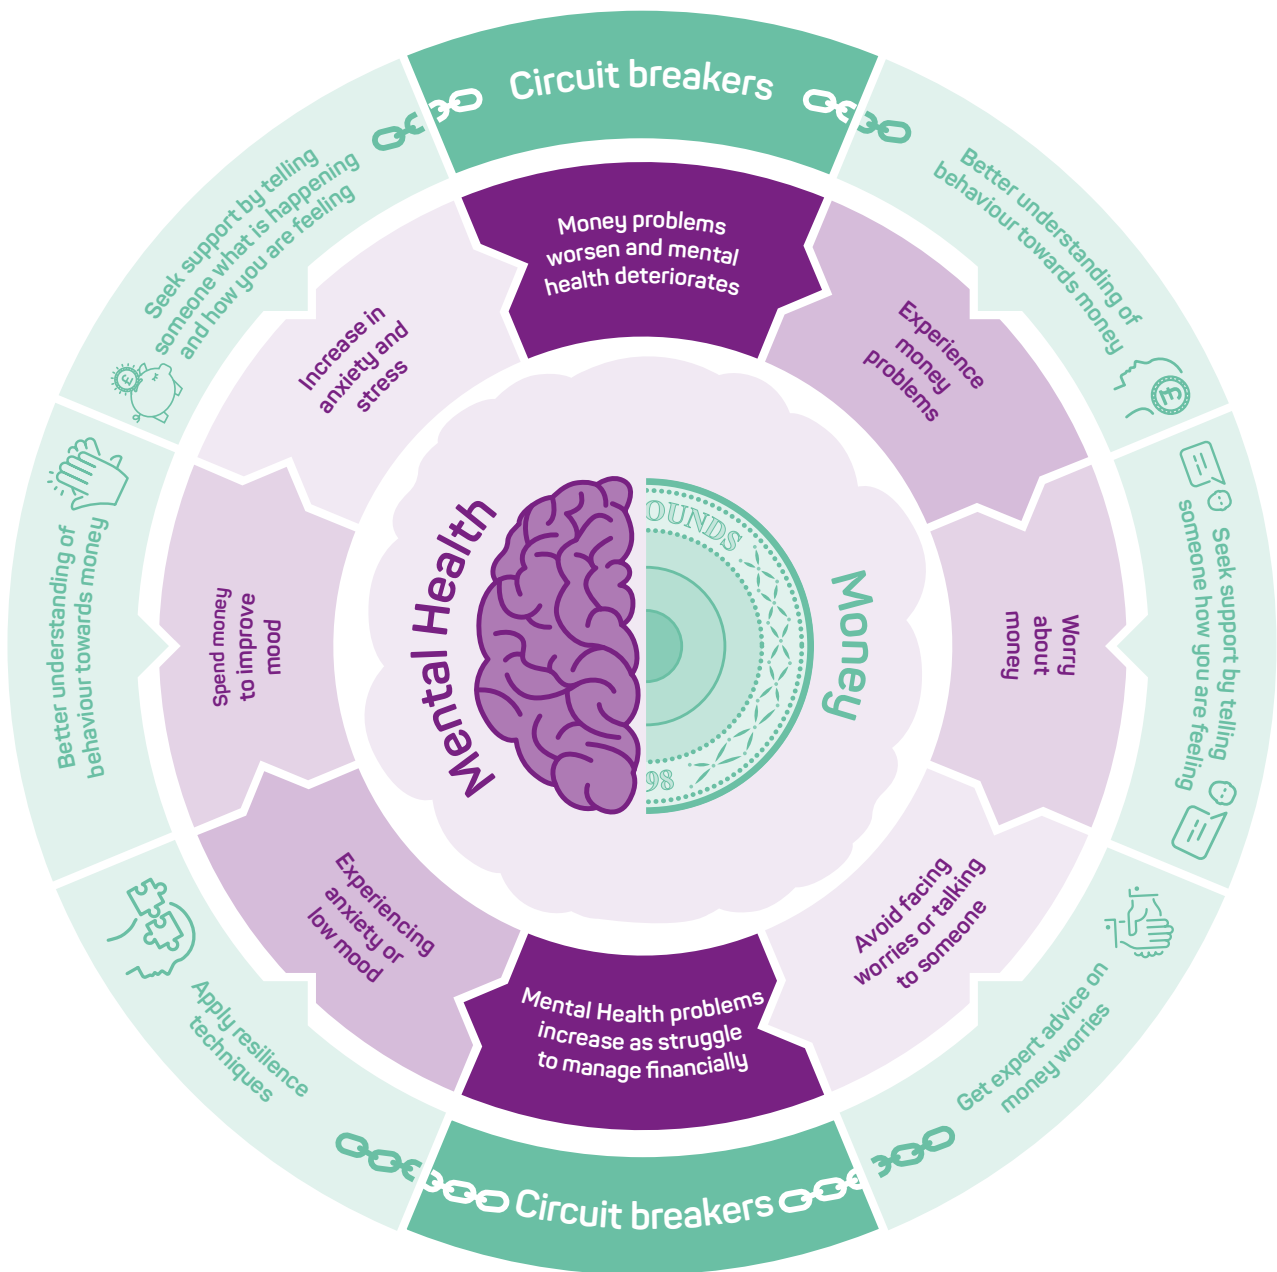 Circuit breakers
Better understanding of
behaviour towards money
£
Seek support by telling
someone how you are feeling
Get expert advice on
money worries
Circuit breakers
Apply resilience
techniques
Better understanding of
behaviour towards money
Seek support by telling
someone what is happening
and how you are feeling
£
Money problems
worsen and mental
health deteriorates
Experience
money
problems
Worry
about
money
Avoid facing
worries or talking
to someone
Mental Health problems
increase as struggle
to manage financially
Experiencing
anxiety or
low mood
Spend money
to improve
mood
Increase in
anxiety and
stress
Mental Health
Money
OUNDS
98